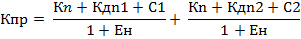 Кпр = (Кп + Кдп1 + С1)/(1 + Ен) + (Кп + Кдп2 + С2)/(1 + Ен)